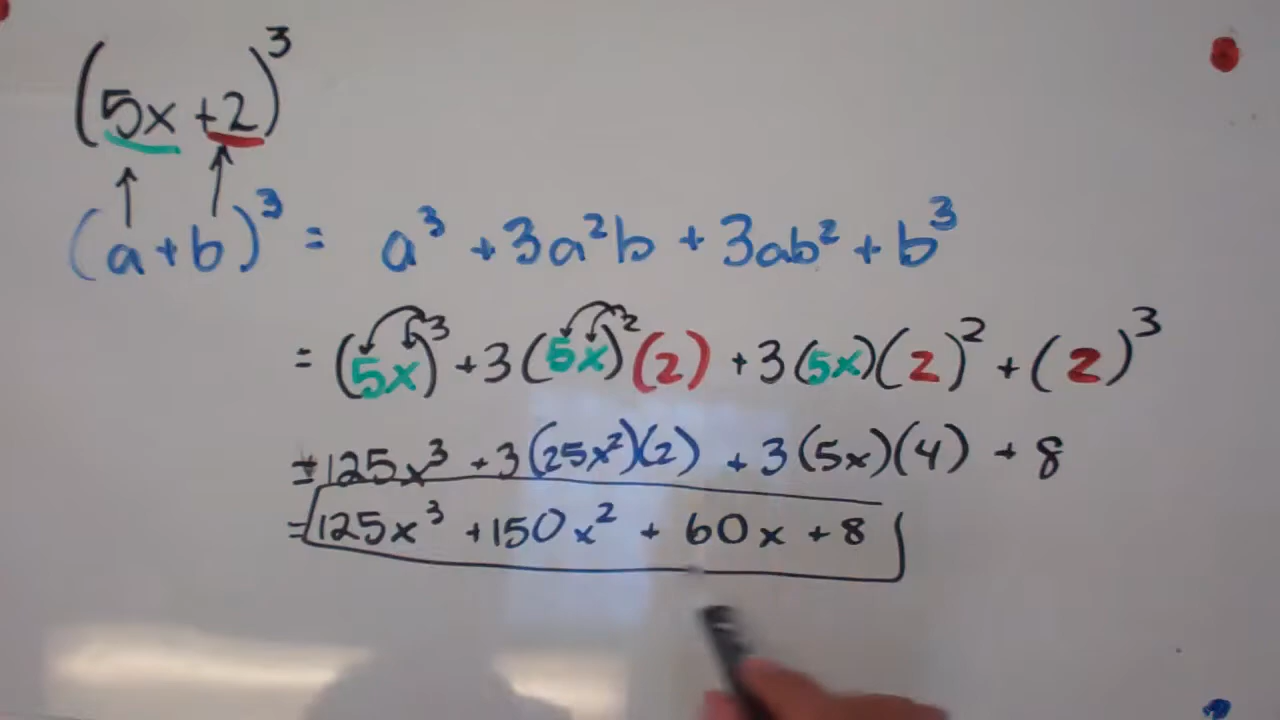 (5x +2)³
(a+b)³ = a³ +3a²b + 3ab² + b³
= (5x)³ +3(5x)²(2) +3(5x)(2)² + (2)³
= 125x³ +3(25x²)(2) +3(5x)(4) + 8
= 125x³ +150x² + 60x + 8